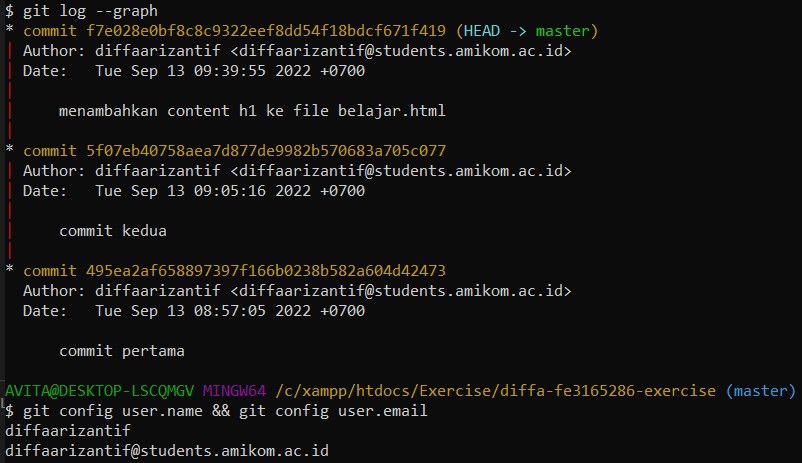 $ git log --graph
* commit f7e028e0bf8c8c9322eef8dd54f18bdcf671f419 (HEAD -> master)
| Author: diffaarizantif <diffaarizantif@students.amikom.ac.id>
| Date:   Tue Sep 13 09:39:55 2022 +0700
|
|     menambahkan content h1 ke file belajar.html
|
* commit 5f07eb40758aea7d877de9982b570683a705c077
| Author: diffaarizantif <diffaarizantif@students.amikom.ac.id>
| Date:   Tue Sep 13 09:05:16 2022 +0700
|
|     commit kedua
|
* commit 495ea2af658897397f166b0238b582a604d42473
  Author: diffaarizantif <diffaarizantif@students.amikom.ac.id>
  Date:   Tue Sep 13 08:57:05 2022 +0700
      commit pertama
AVITA@DESKTOP-LSCQMGV MINGW64 /c/xampp/htdocs/Exercise/diffa-fe3165286-exercise (master)
$ git config user.name && git config user.email
diffaarizantif
diffaarizantif@students.amikom.ac.id